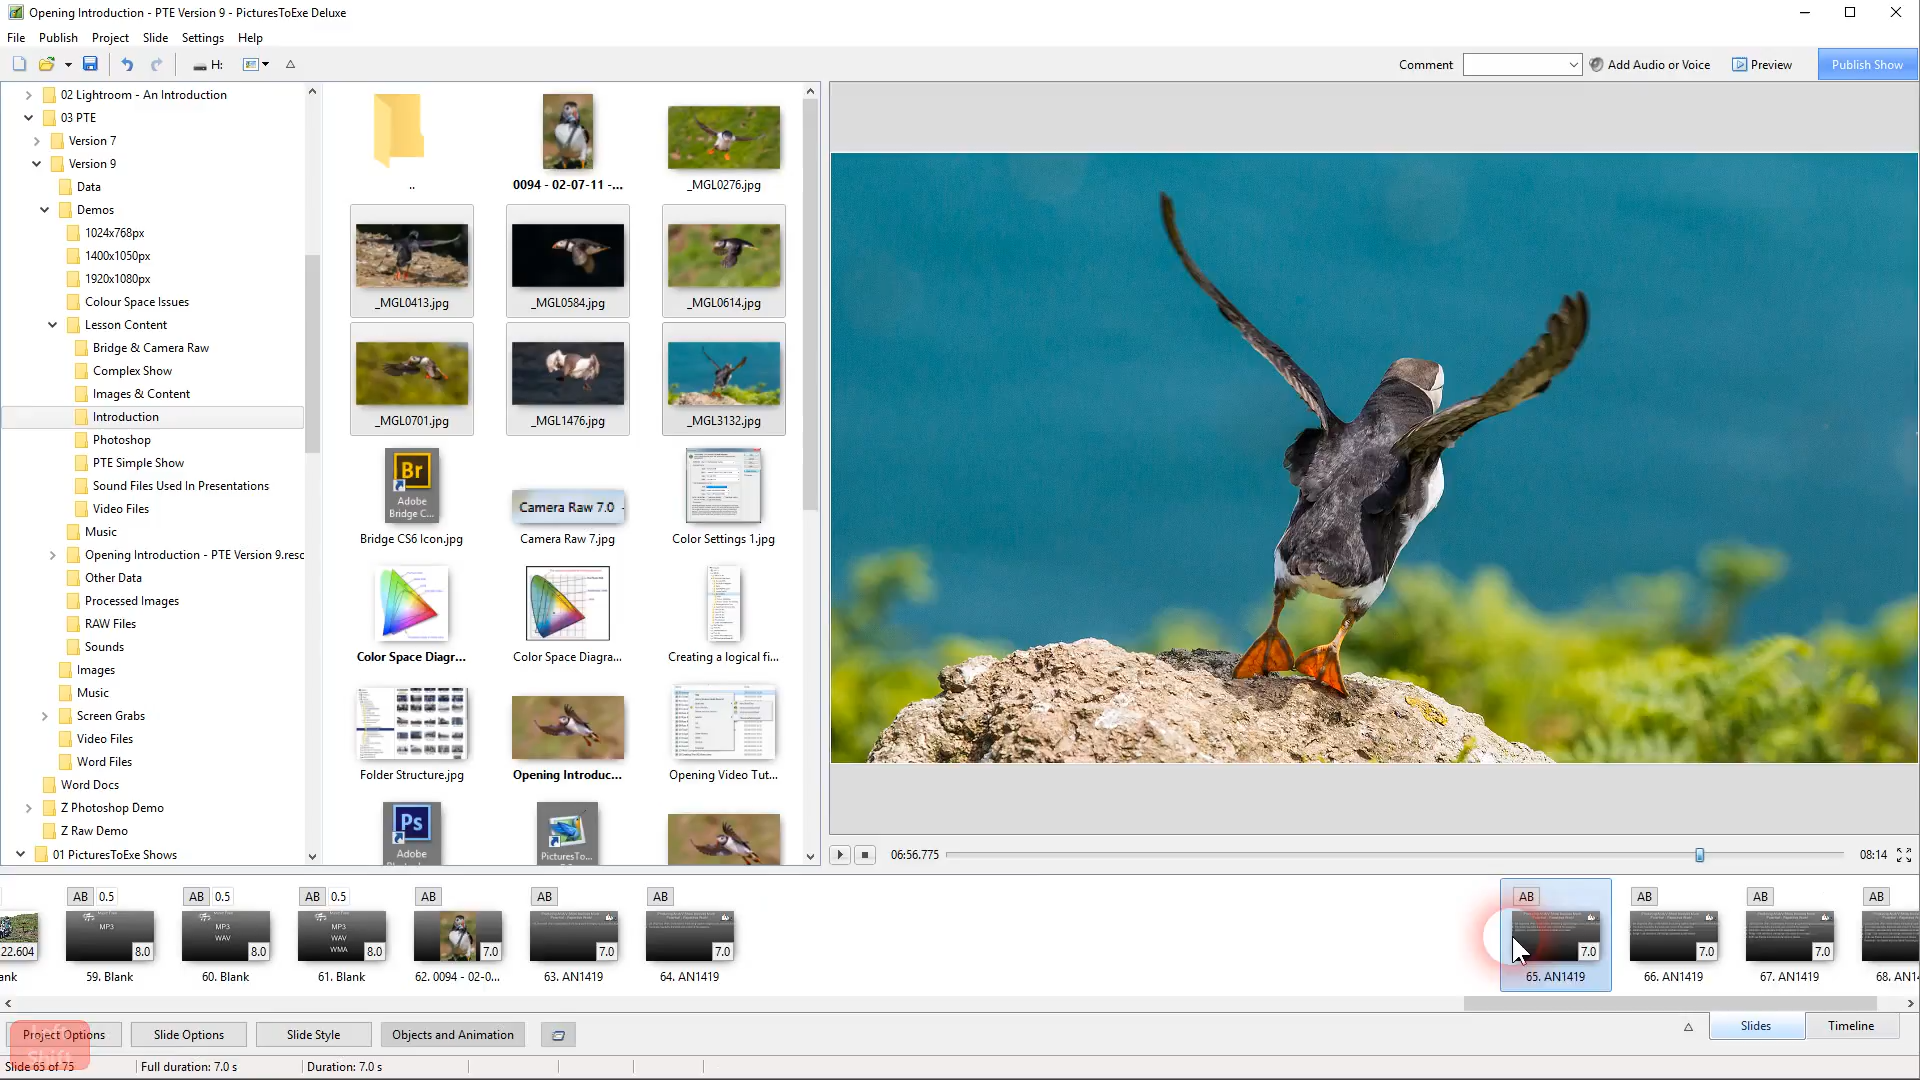 Opening Introduction - PTE Version 9 - PicturesToExe Deluxe
File Publish Project Slide Settings Help
H: Comment Add Audio or Voice Preview Publish Show
02 Lightroom - An Introduction
03 PTE
Version 7
Version 9
Data
Demos
1024x768px
1400x1050px
1920x1080px
Colour Space Issues
Lesson Content
Bridge & Camera Raw
Complex Show
Images & Content
Introduction
Photoshop
PTE Simple Show
Sound Files Used In Presentations
Video Files
Music
Opening Introduction - PTE Version 9.resc
Other Data
Processed Images
RAW Files
Sounds
Images
Music
Screen Grabs
Video Files
Word Files
Word Docs
Z Photoshop Demo
Z Raw Demo
01 PicturesToExe Shows
.. 0094 - 02-07-11 -... _MGL0276.jpg
_MGL0413.jpg _MGL0584.jpg _MGL0614.jpg
_MGL0701.jpg _MGL1476.jpg _MGL3132.jpg
Br
Adobe
Bridge C...
Camera Raw 7.0
Bridge CS6 Icon.jpg Camera Raw 7.jpg Color Settings 1.jpg
Color Space Diagr... Color Space Diagra... Creating a logical fi...
Folder Structure.jpg Opening Introduc... Opening Video Tut...
Ps
Adobe
PicturesTo...
06:56.775 08:14
AB 0.5 AB 0.5 AB 0.5 AB AB AB AB AB AB AB
MP3 MP3 MP3
WAV WAV
WMA
22.604 8.0 8.0 8.0 7.0 7.0 7.0 7.0 7.0 7.0
ank 59. Blank 60. Blank 61. Blank 62. 0094 - 02-0... 63. AN1419 64. AN1419 65. AN1419 66. AN1419 67. AN1419 68. AN1
Project Options Slide Options Slide Style Objects and Animation Slides Timeline
Left
Shift
Slide 65 of 75 Full duration: 7.0 s Duration: 7.0 s